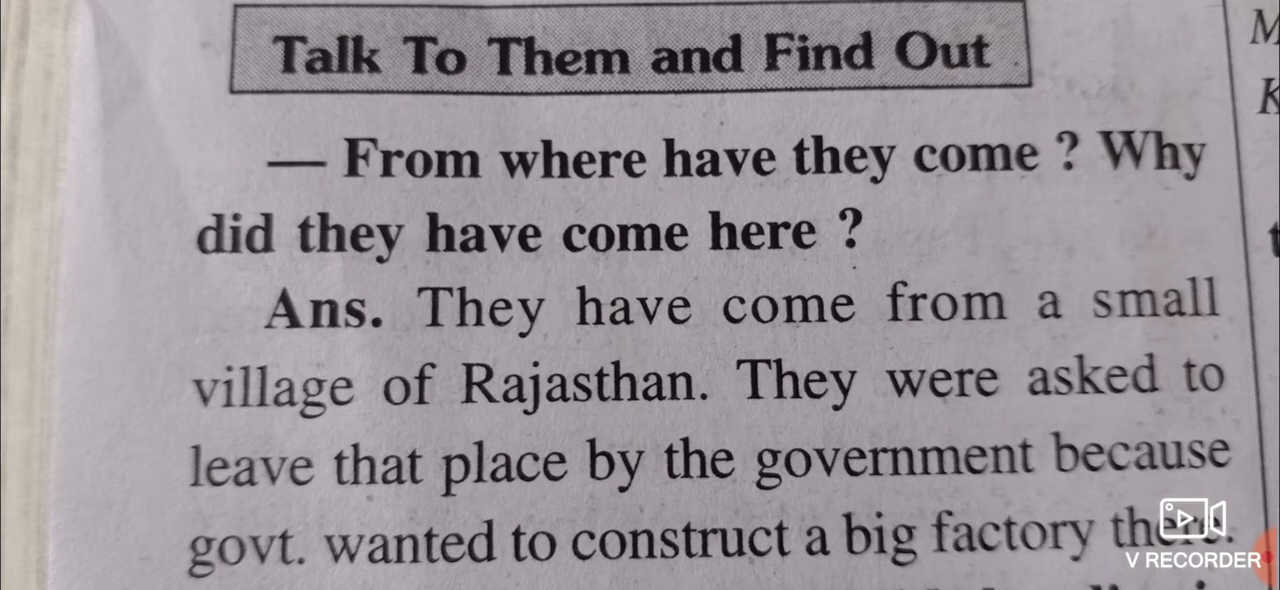 Talk To Them and Find Out
— From where have they come ? Why
did they have come here ?
Ans. They have come from a small
village of Rajasthan. They were asked to
leave that place by the government because
govt. wanted to construct a big factory there.
V RECORDER